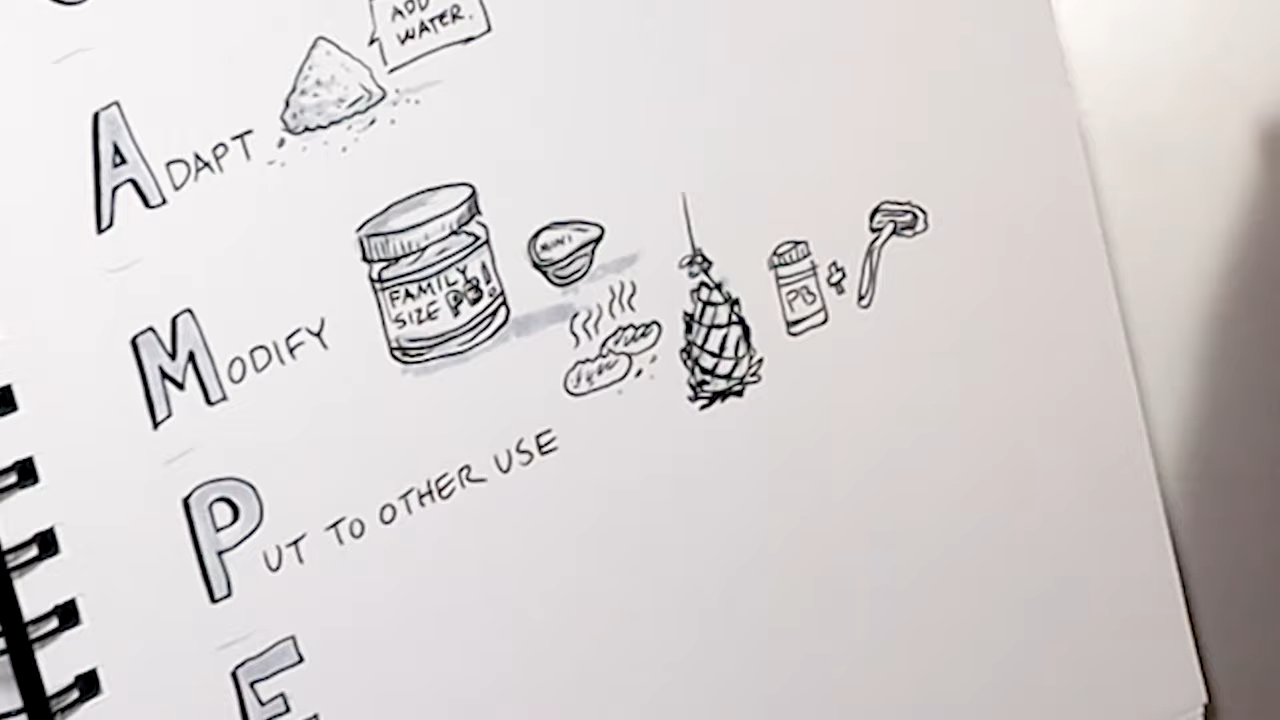 ADD
WATER.
ADAPT
MODIFY
FAMILY
SIZE PB!
MINI
PB
PUT TO OTHER USE
E